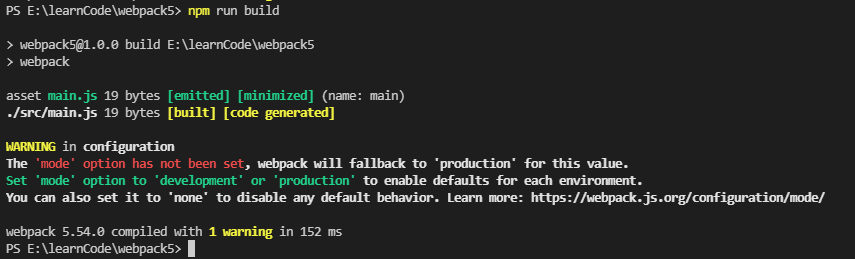 PS E:\learnCode\webpack5> npm run build
> webpack5@1.0.0 build E:\learnCode\webpack5
> webpack
asset main.js 19 bytes [emitted] [minimized] (name: main)
./src/main.js 19 bytes [built] [code generated]
WARNING in configuration
The 'mode' option has not been set, webpack will fallback to 'production' for this value.
Set 'mode' option to 'development' or 'production' to enable defaults for each environment.
You can also set it to 'none' to disable any default behavior. Learn more: https://webpack.js.org/configuration/mode/
webpack 5.54.0 compiled with 1 warning in 152 ms
PS E:\learnCode\webpack5>